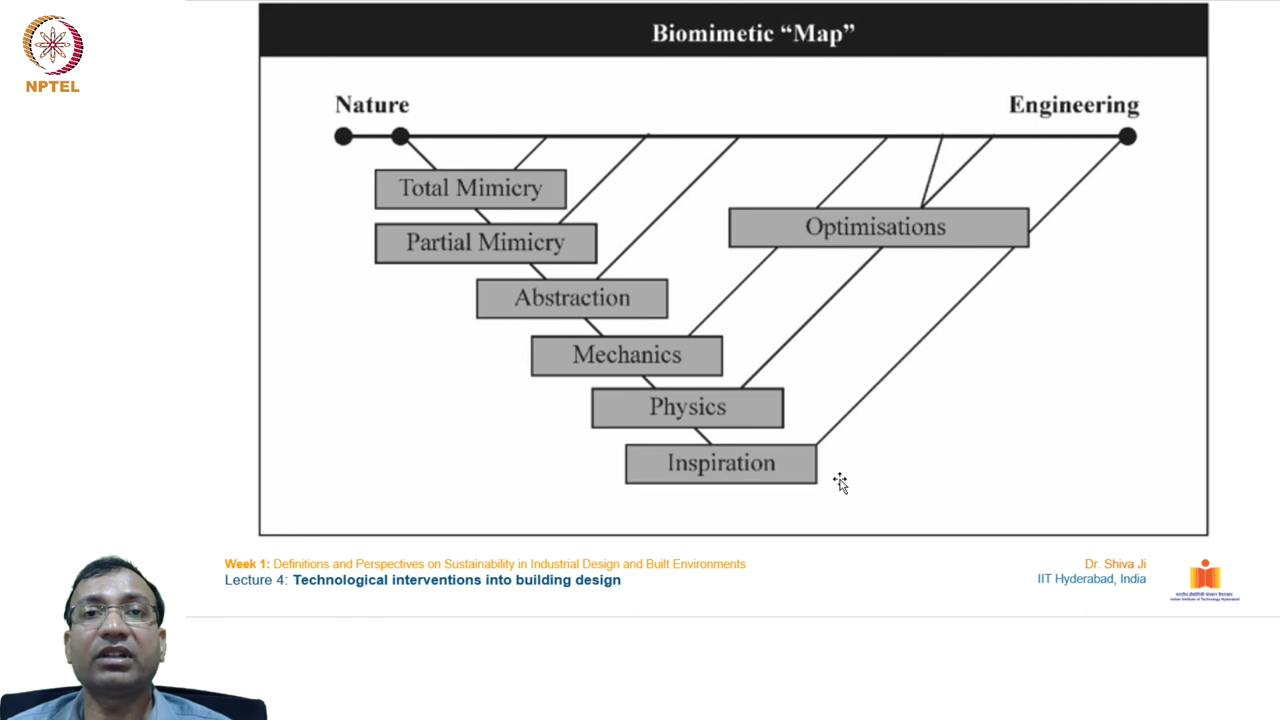 NPTEL
Biomimetic “Map”
Nature
Engineering
Total Mimicry
Partial Mimicry
Optimisations
Abstraction
Mechanics
Physics
Inspiration
Week 1: Definitions and Perspectives on Sustainability in Industrial Design and Built Environments
Lecture 4: Technological interventions into building design
Dr. Shiva Ji
IIT Hyderabad, India